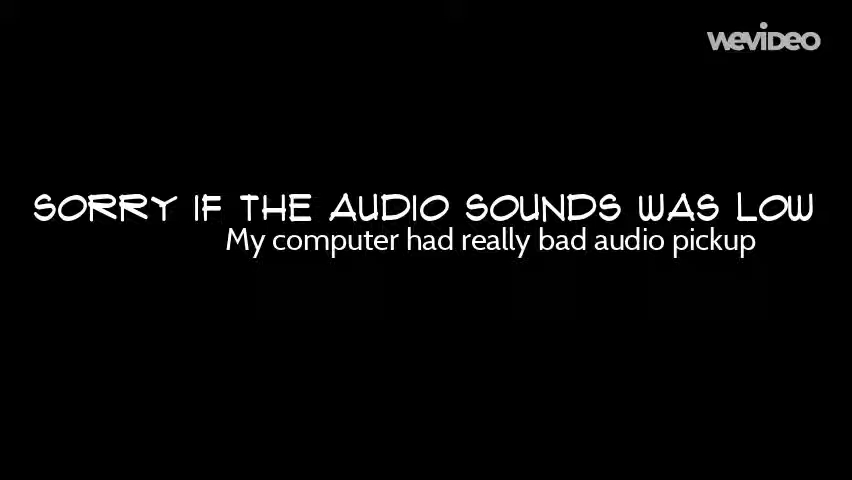 WEVIDEO
SORRY IF THE AUDIO SOUNDS WAS LOW
My computer had really bad audio pickup